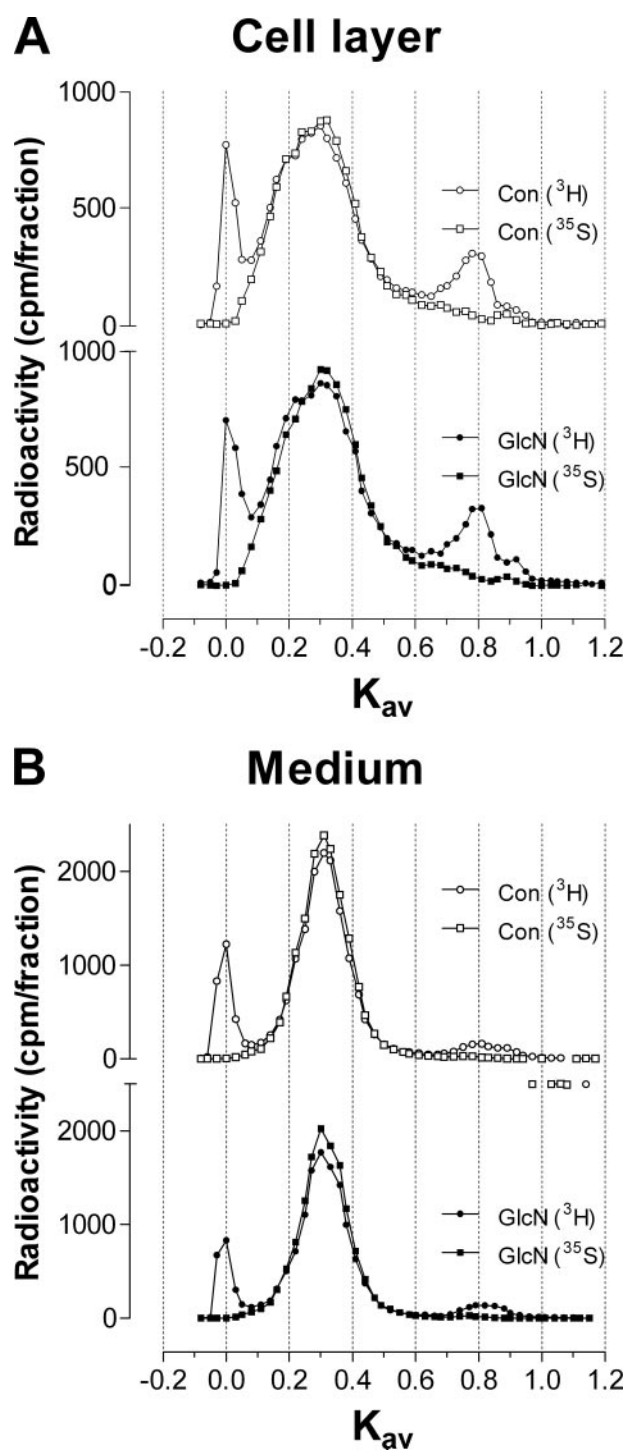 A Cell layer
1000
500
0
Con (³H)
Con (³⁵S)
1000
500
0
GlcN (³H)
GlcN (³⁵S)
Radioactivity (cpm/fraction)
-0.2 0.0 0.2 0.4 0.6 0.8 1.0 1.2
Kav
B Medium
2000
1000
0
Con (³H)
Con (³⁵S)
2000
1000
0
GlcN (³H)
GlcN (³⁵S)
Radioactivity (cpm/fraction)
-0.2 0.0 0.2 0.4 0.6 0.8 1.0 1.2
Kav